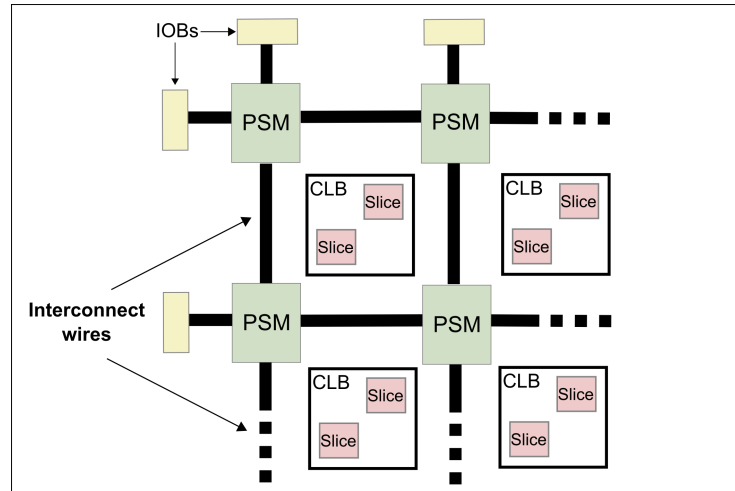 IOBs
PSM
PSM
CLB
Slice
Slice
CLB
Slice
Slice
Interconnect
wires
PSM
PSM
CLB
Slice
Slice
CLB
Slice
Slice